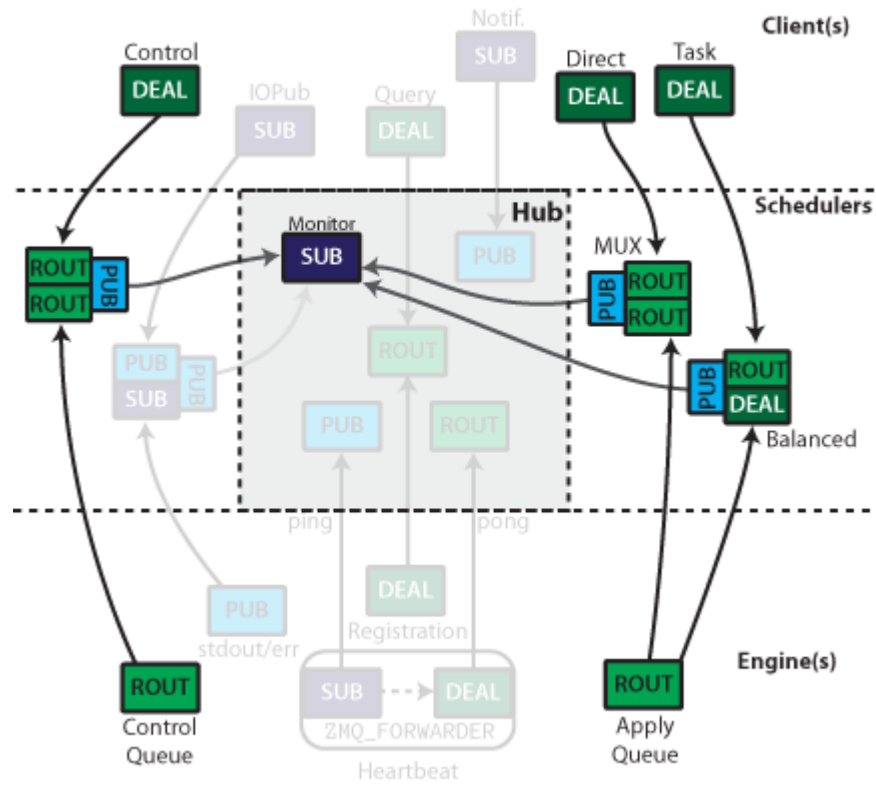 Notif.
Client(s)
Control
SUB
Direct
Task
DEAL
IOPub
Query
DEAL
DEAL
SUB
DEAL
Schedulers
Hub
Monitor
SUB
PUB
MUX
ROUT
ROUT
PUB
PUB
ROUT
ROUT
ROUT
PUB
SUB
PUB
PUB
ROUT
DEAL
Balanced
PUB
ROUT
ping
pong
DEAL
Registration
PUB
stdout/err
Engine(s)
ROUT
SUB
DEAL
ROUT
ZMQ_FORWARDER
Control
Queue
Apply
Queue
Heartbeat